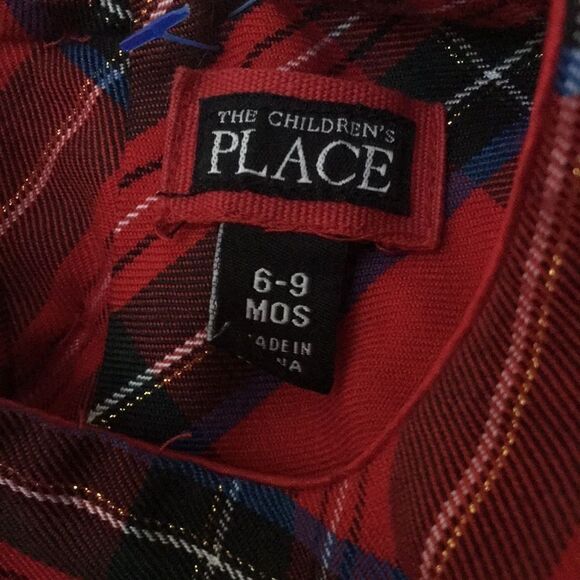 THE CHILDREN'S
PLACE
6-9
MOS